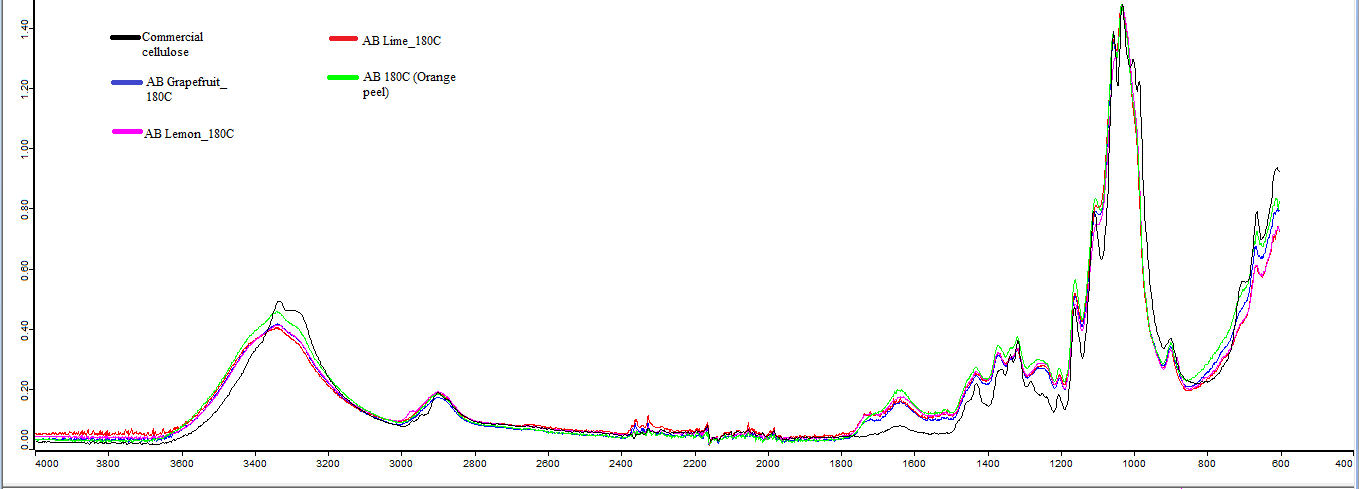 1.40
1.20
1.00
0.80
0.60
0.40
0.20
0.00
Commercial
cellulose
AB Lime_180C
AB Grapefruit_
180C
AB 180C (Orange
peel)
AB Lemon_180C
4000 3800 3600 3400 3200 3000 2800 2600 2400 2200 2000 1800 1600 1400 1200 1000 800 600 400